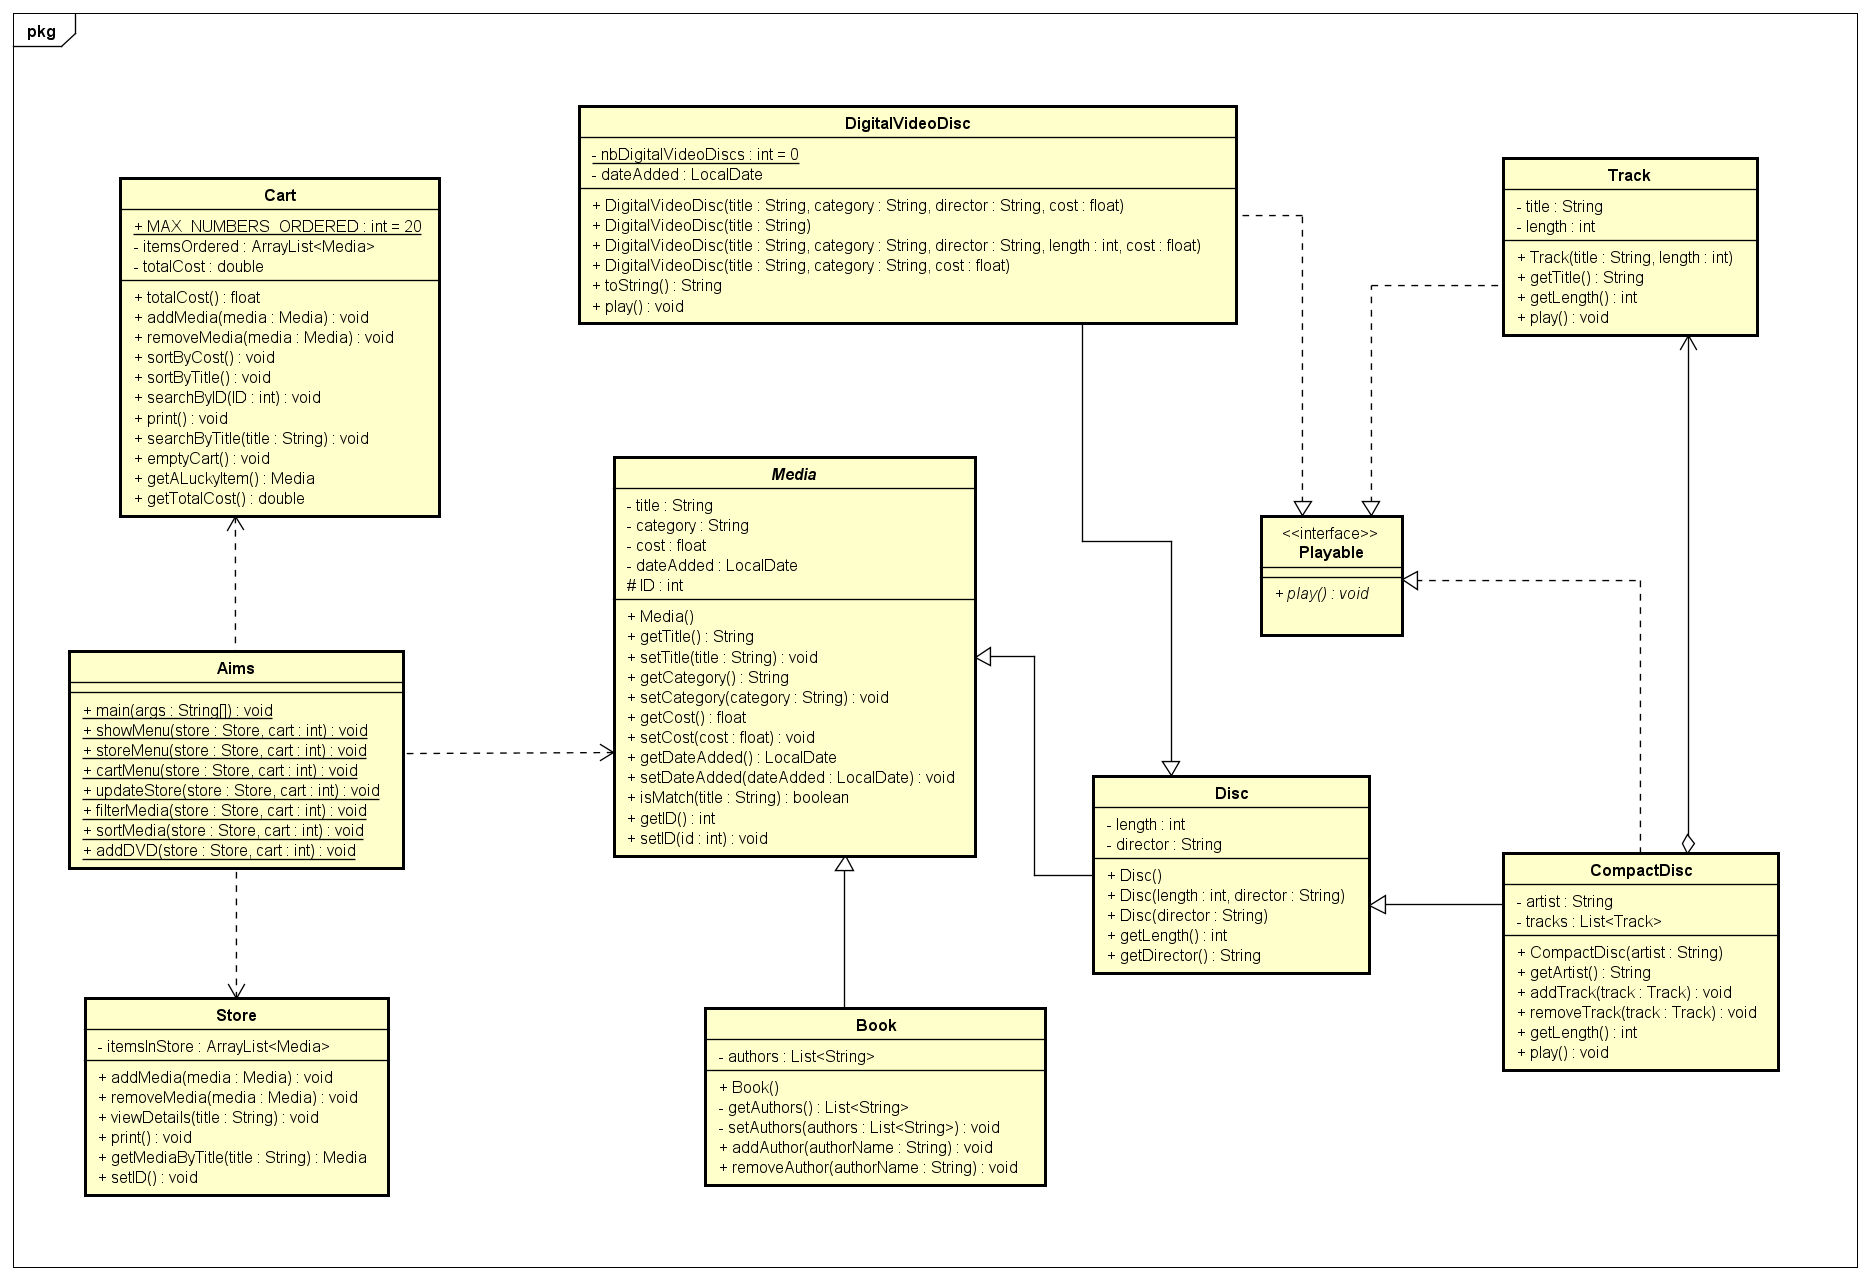 pkg
DigitalVideoDisc
- nbDigitalVideoDiscs : int = 0
- dateAdded : LocalDate
+ DigitalVideoDisc(title : String, category : String, director : String, cost : float)
+ DigitalVideoDisc(title : String)
+ DigitalVideoDisc(title : String, category : String, director : String, length : int, cost : float)
+ DigitalVideoDisc(title : String, category : String, cost : float)
+ toString() : String
+ play() : void
Track
- title : String
- length : int
+ Track(title : String, length : int)
+ getTitle() : String
+ getLength() : int
+ play() : void
Cart
+ MAX_NUMBERS_ORDERED : int = 20
- itemsOrdered : ArrayList<Media>
- totalCost : double
+ totalCost() : float
+ addMedia(media : Media) : void
+ removeMedia(media : Media) : void
+ sortByCost() : void
+ sortByTitle() : void
+ searchByID(ID : int) : void
+ print() : void
+ searchByTitle(title : String) : void
+ emptyCart() : void
+ getALuckyItem() : Media
+ getTotalCost() : double
Media
- title : String
- category : String
- cost : float
- dateAdded : LocalDate
# ID : int
+ Media()
+ getTitle() : String
+ setTitle(title : String) : void
+ getCategory() : String
+ setCategory(category : String) : void
+ getCost() : float
+ setCost(cost : float) : void
+ getDateAdded() : LocalDate
+ setDateAdded(dateAdded : LocalDate) : void
+ isMatch(title : String) : boolean
+ getID() : int
+ setID(id : int) : void
<<interface>>
Playable
+ play() : void
Aims
+ main(args : String[]) : void
+ showMenu(store : Store, cart : int) : void
+ storeMenu(store : Store, cart : int) : void
+ cartMenu(store : Store, cart : int) : void
+ updateStore(store : Store, cart : int) : void
+ filterMedia(store : Store, cart : int) : void
+ sortMedia(store : Store, cart : int) : void
+ addDVD(store : Store, cart : int) : void
Disc
- length : int
- director : String
+ Disc()
+ Disc(length : int, director : String)
+ Disc(director : String)
+ getLength() : int
+ getDirector() : String
CompactDisc
- artist : String
- tracks : List<Track>
+ CompactDisc(artist : String)
+ getArtist() : String
+ addTrack(track : Track) : void
+ removeTrack(track : Track) : void
+ getLength() : int
+ play() : void
Store
- itemsInStore : ArrayList<Media>
+ addMedia(media : Media) : void
+ removeMedia(media : Media) : void
+ viewDetails(title : String) : void
+ print() : void
+ getMediaByTitle(title : String) : Media
+ setID() : void
Book
- authors : List<String>
+ Book()
- getAuthors() : List<String>
- setAuthors(authors : List<String>) : void
+ addAuthor(authorName : String) : void
+ removeAuthor(authorName : String) : void